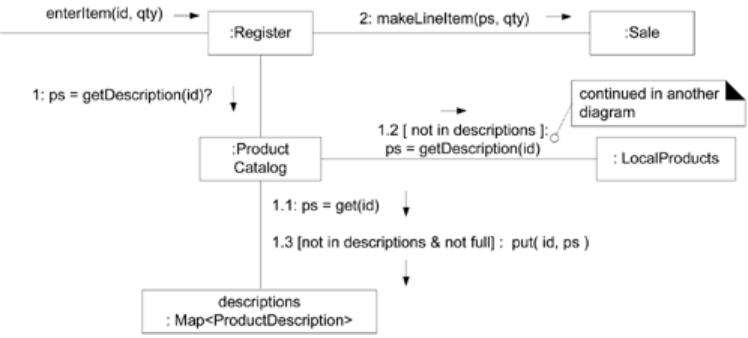 enterItem(id, qty)
:Register
2: makeLineItem(ps, qty)
:Sale
1: ps = getDescription(id)?
continued in another
diagram
1.2 [ not in descriptions ]:
ps = getDescription(id)
:Product
Catalog
: LocalProducts
1.1: ps = get(id)
1.3 [not in descriptions & not full] : put( id, ps )
descriptions
: Map<ProductDescription>